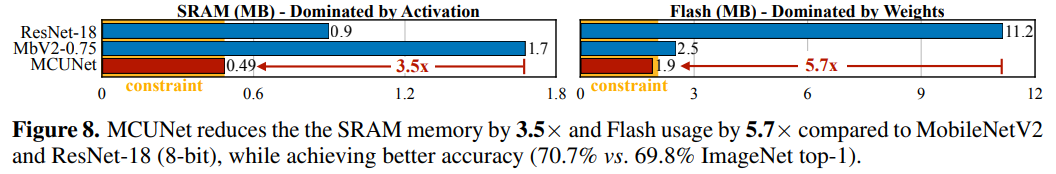 SRAM (MB) - Dominated by Activation
ResNet-18
0.9
MbV2-0.75
1.7
MCUNet
0.49
3.5x
constraint
0
0.6
1.2
1.8
Flash (MB) - Dominated by Weights
11.2
2.5
1.9
5.7x
constraint
0
3
6
9
12
Figure 8. MCUNet reduces the the SRAM memory by 3.5× and Flash usage by 5.7× compared to MobileNetV2
and ResNet-18 (8-bit), while achieving better accuracy (70.7% vs. 69.8% ImageNet top-1).